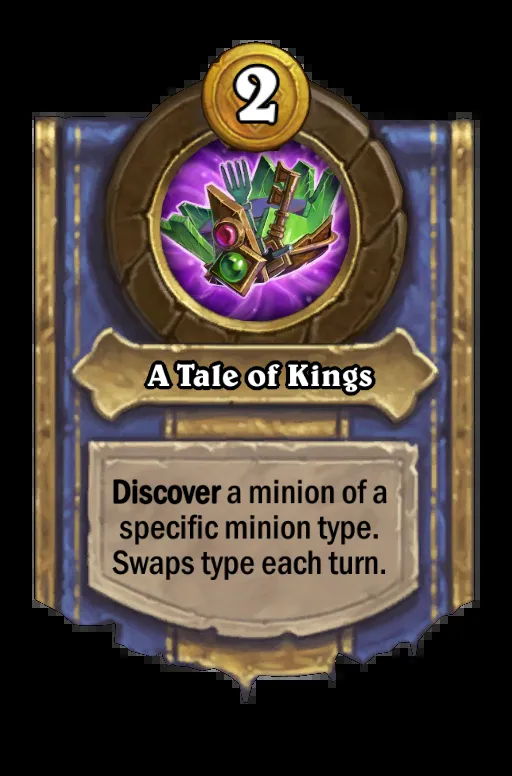 2
A Tale of Kings
Discover a minion of a
specific minion type.
Swaps type each turn.